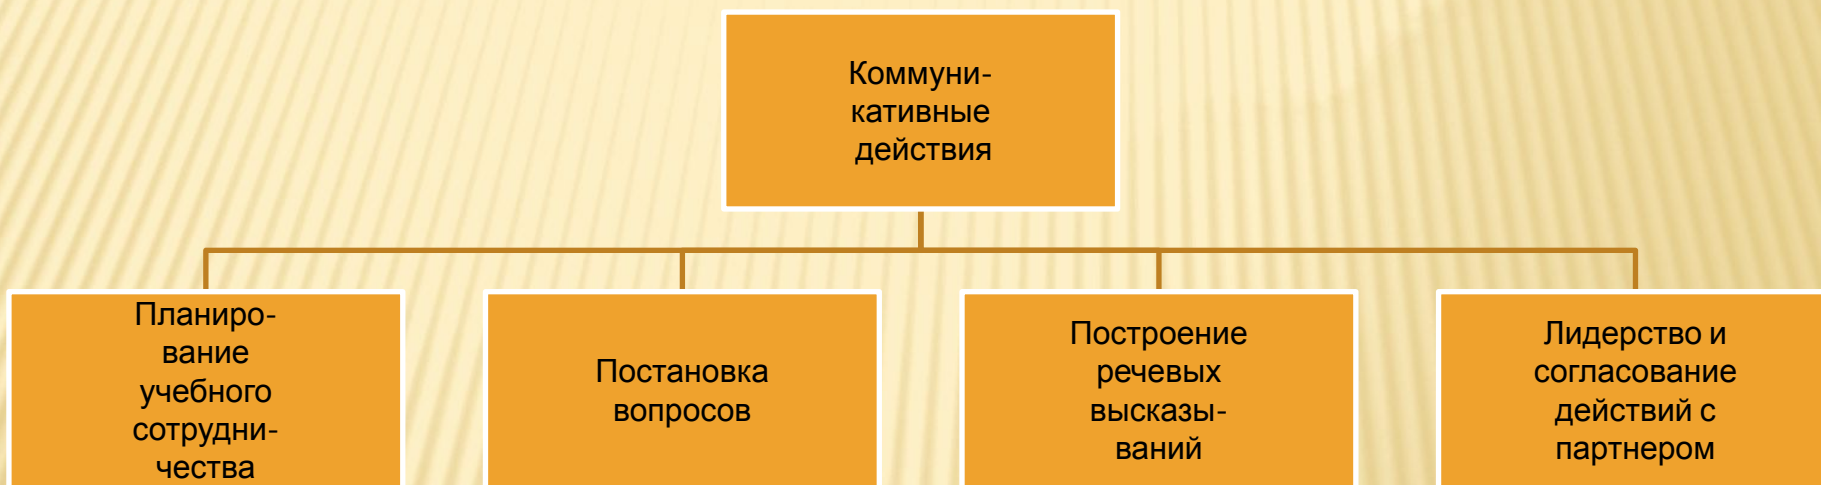 Коммуни-
кативные
действия
Планиро-
вание
учебного
сотрудни-
чества
Постановка
вопросов
Построение
речевых
высказы-
ваний
Лидерство и
согласование
действий с
партнером